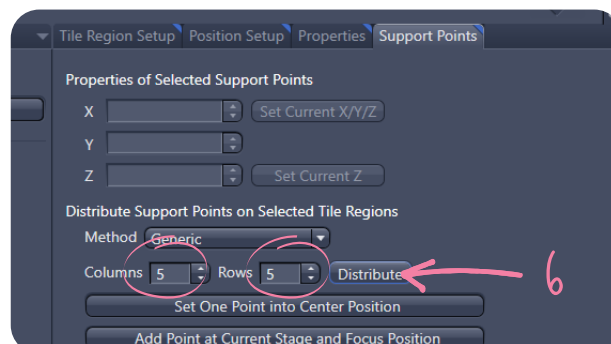 Tile Region Setup Position Setup Properties Support Points
Properties of Selected Support Points
X Set Current X/Y/Z
Y
Z Set Current Z
Distribute Support Points on Selected Tile Regions
Method Generic
Columns 5 Rows 5 Distribute 6
Set One Point into Center Position
Add Point at Current Stage and Focus Position